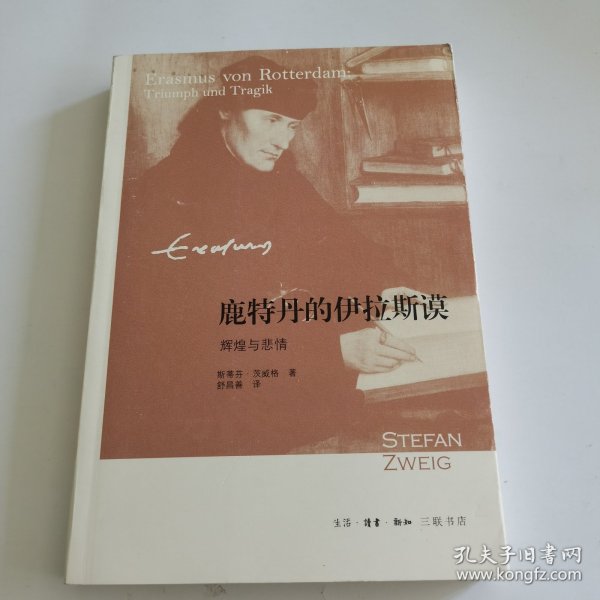 Erasmus von Rotterdam:
Triumph und Tragik
Erasmus
鹿特丹的伊拉斯谟
辉煌与悲情
斯蒂芬·茨威格 著
舒昌善 译
STEFAN
ZWEIG
生活·讀書·新知 三联书店
孔夫子旧书网
www.kongfz.com